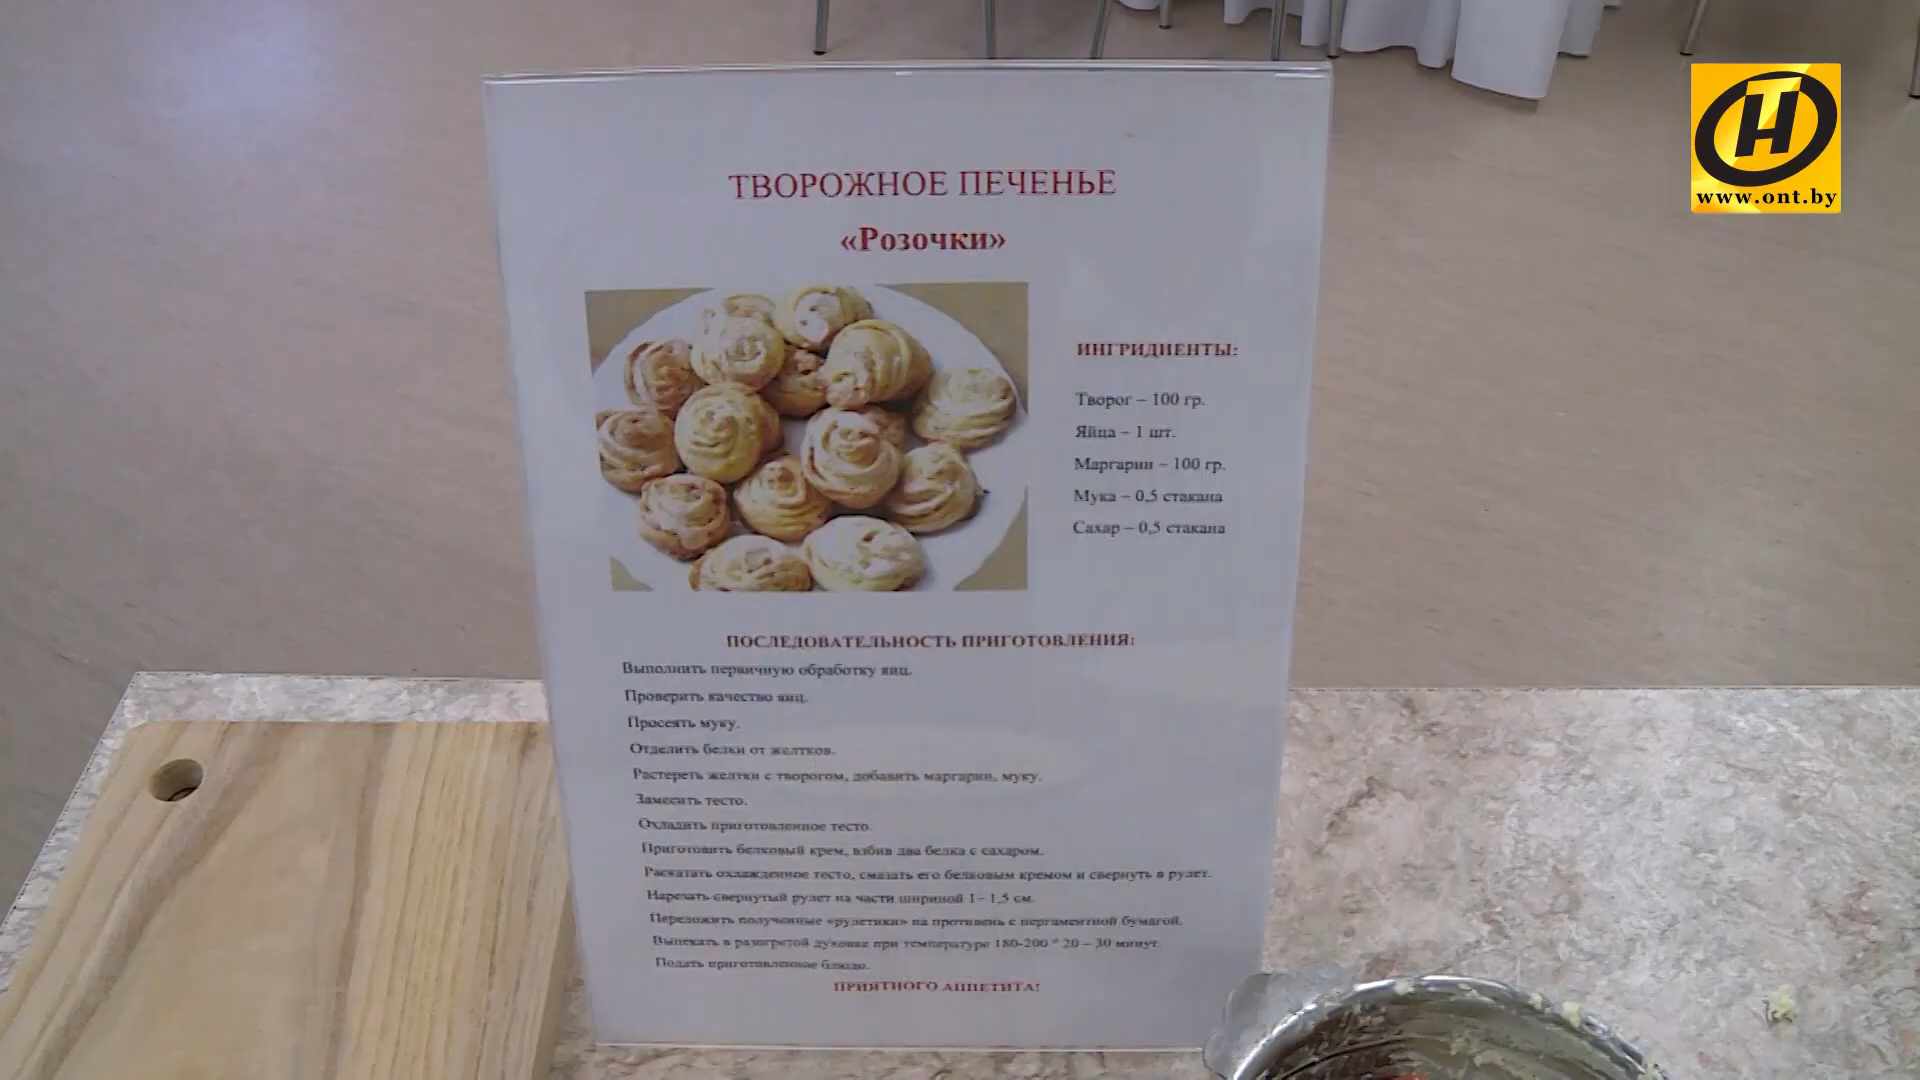 ТВОРОЖНОЕ ПЕЧЕНЬЕ
«Розочки»
ИНГРИДИЕНТЫ:
Творог – 100 гр.
Яйца – 1 шт.
Маргарин – 100 гр.
Мука – 0,5 стакана
Сахар – 0,5 стакана
ПОСЛЕДОВАТЕЛЬНОСТЬ ПРИГОТОВЛЕНИЯ:
Выполнить первичную обработку яиц.
Проверить качество яиц.
Просеять муку.
Отделить белки от желтков.
Растереть желтки с творогом, добавить маргарин, муку.
Замесить тесто.
Охладить приготовленное тесто.
Приготовить белковый крем, взбив два белка с сахаром.
Раскатать охлажденное тесто, смазать его белковым кремом и свернуть в рулет.
Нарезать свернутый рулет на части шириной 1– 1,5 см.
Переложить полученные «рулетики» на противень с пергаментной бумагой.
Выпекать в разогретой духовке при температуре 180-200 ° 20 – 30 минут.
Подать приготовленное блюдо.
ПРИЯТНОГО АППЕТИТА!
ОНТ
www.ont.by